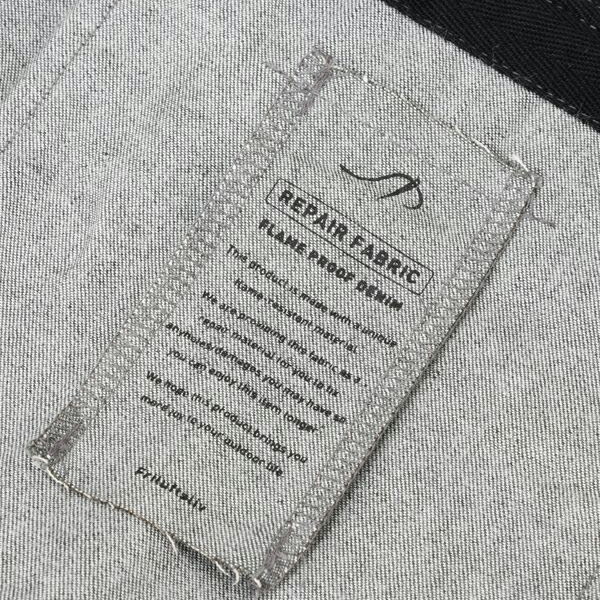 REPAIR FABRIC
FLAME PROOF DENIM
This product is made with a unique
flame-resistant material.
We are providing this fabric as a
repair material for you to fix
anyholes/damages you may have so
you can enjoy this item longer
We hope this product brings you
more joy to your outdoor life
Friluftsliv